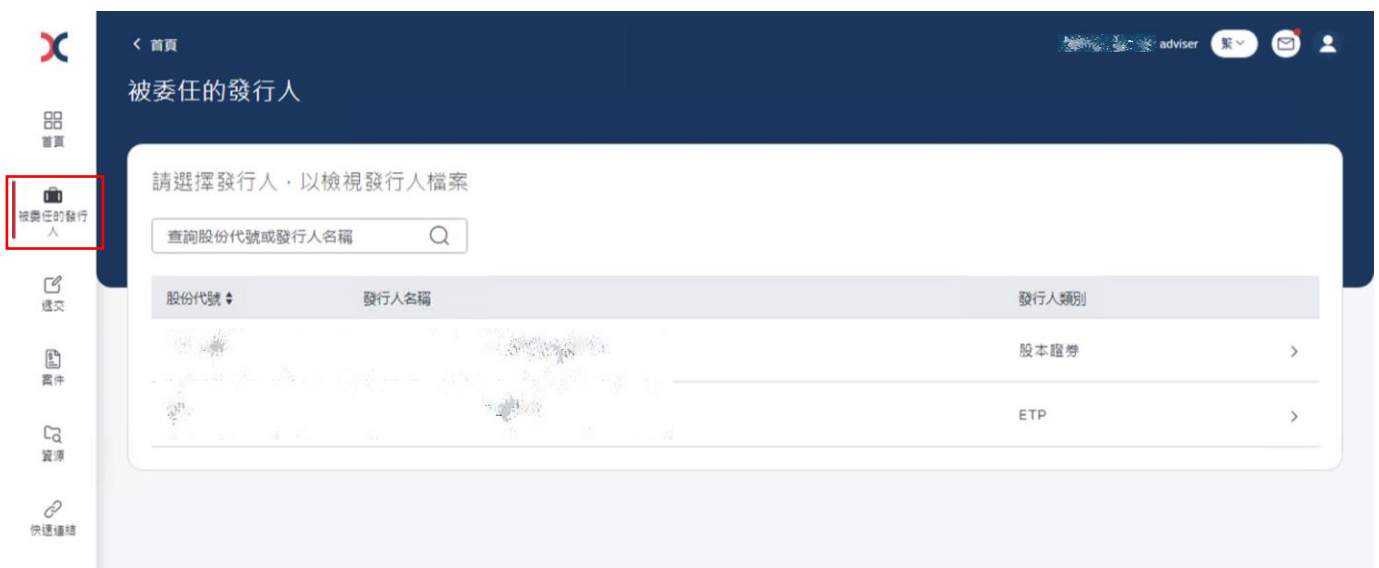 首頁
adviser
繁
被委任的發行人
首頁
被委任的發行
人
遞交
案件
資源
快速連結
請選擇發行人，以檢視發行人檔案
查詢股份代號或發行人名稱
股份代號 發行人名稱 發行人類別
股本證券
ETP